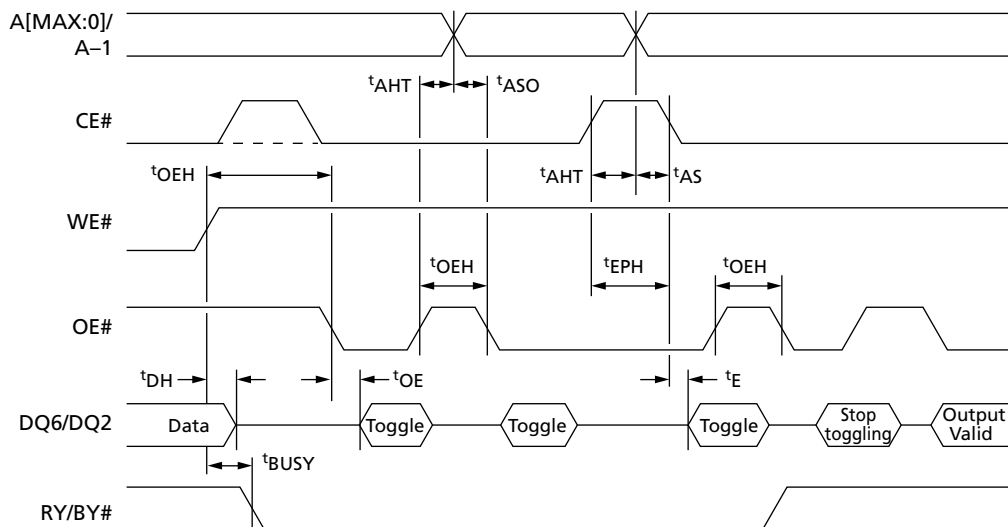 A[MAX:0]/
A–1
tAHT
tASO
CE#
tOEH
tAHT
tAS
WE#
tOEH
tEPH
tOEH
OE#
tDH
tOE
tE
DQ6/DQ2
Data
Toggle
Toggle
Toggle
Stop
toggling
Output
Valid
tBUSY
RY/BY#